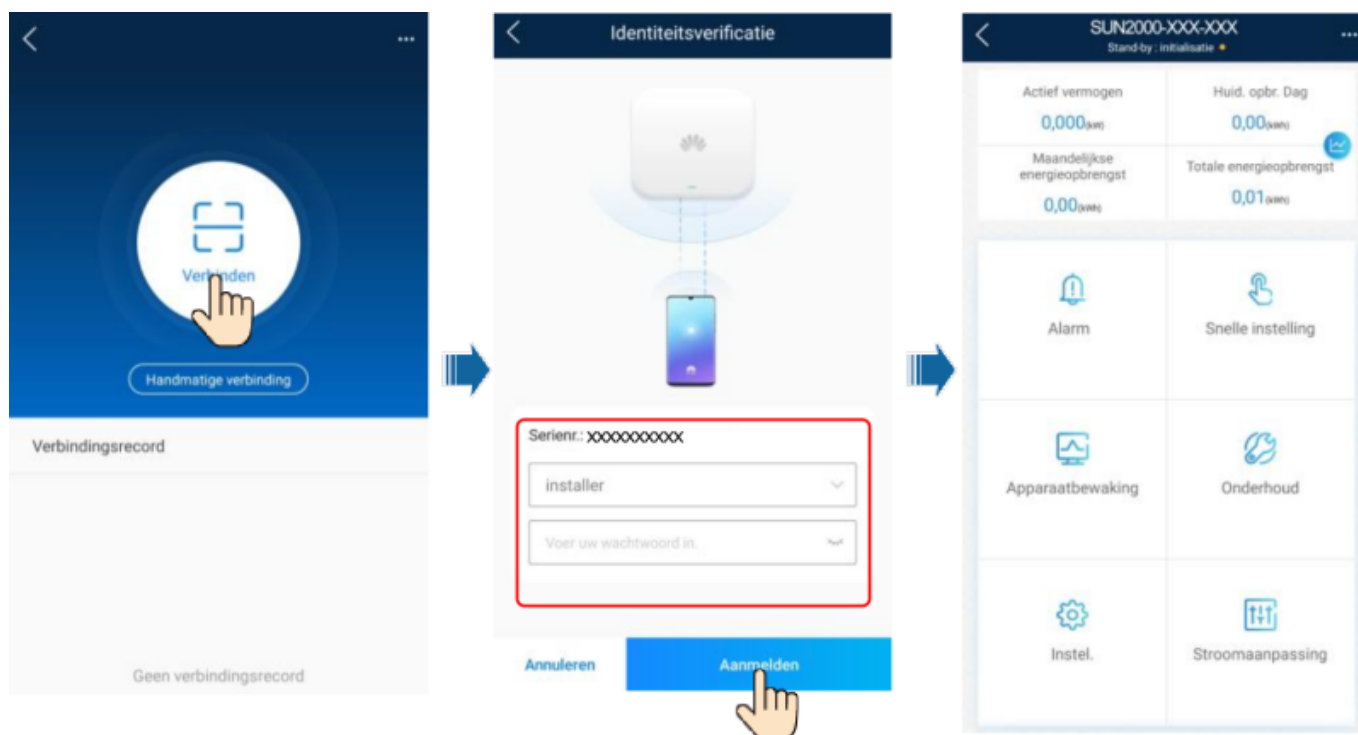 ...
Verbinden
Handmatige verbinding
Verbindingsrecord
Geen verbindingsrecord
Identiteitsverificatie
Serienr.: XXXXXXXXXX
installer
Voer uw wachtwoord in.
Annuleren
Aanmelden
SUN2000-XXX-XXX
...
Stand-by : initialisatie
Actief vermogen
Huid. opbr. Dag
0,000(kW)
0,00(kWh)
Maandelijkse
energieopbrengst
Totale energieopbrengst
0,00(kWh)
0,01(kWh)
Alarm
Snelle instelling
Apparaatbewaking
Onderhoud
Instel.
Stroomaanpassing